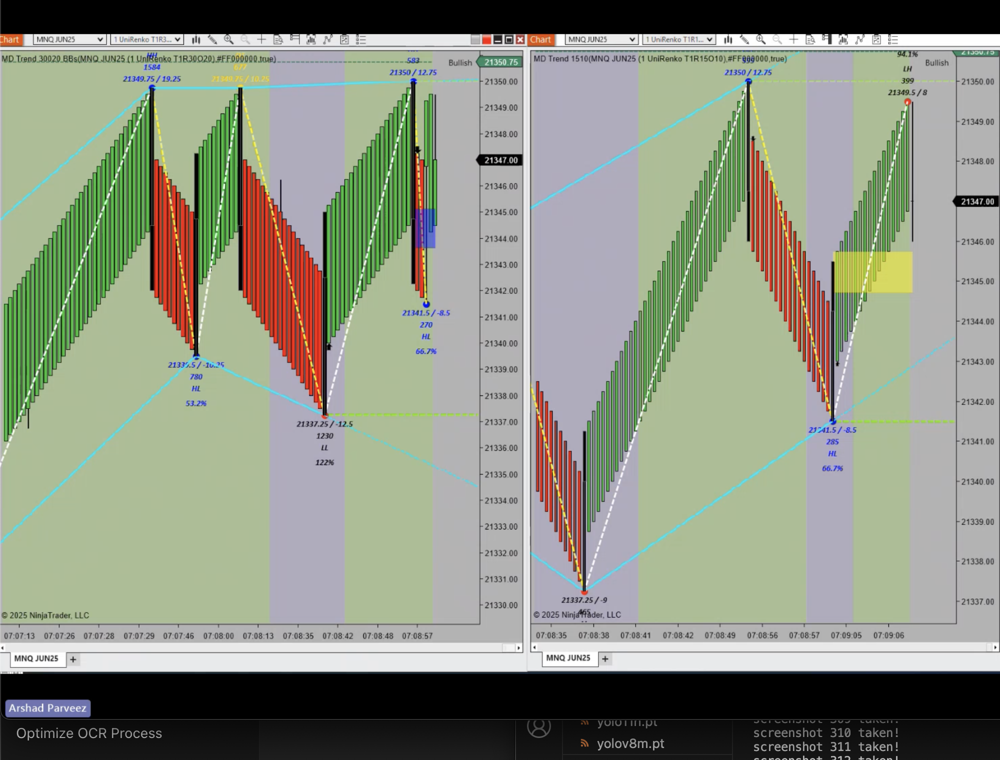 Chart
MNQ JUN25
1 UniRenko T1R3...
MD Trend 30020 BBs(MNQ JUN25 (1 UniRenko T1R30O20),#FF000000,true)
Bullish
21350.75
HL
1584
21349.75 / 19.25
677
583
21350 / 12.75
21350.00
21349.00
21348.00
21347.00
21346.00
21345.00
21344.00
21343.00
21342.00
21341.00
21340.00
21339.00
21338.00
21337.00
21336.00
21335.00
21334.00
21333.00
21332.00
21331.00
21330.00
780
HL
53.2%
21337.25 / -12.5
1230
LL
122%
21341.5 / -8.5
270
HL
66.7%
© 2025 NinjaTrader, LLC
07:07:13
07:07:26
07:07:28
07:07:29
07:07:46
07:08:00
07:08:13
07:08:35
07:08:42
07:08:48
07:08:57
MNQ JUN25
+
Chart
MNQ JUN25
1 UniRenko T1R1...
MD Trend 1510(MNQ JUN25 (1 UniRenko T1R15O10),#FF000000,true)
Bullish
21350.75
21350 / 12.75
94.1%
LH
399
21349.5 / 8
21350.00
21349.00
21348.00
21347.00
21346.00
21345.00
21344.00
21343.00
21342.00
21341.00
21340.00
21339.00
21338.00
21337.00
21341.5 / -8.5
285
HL
66.7%
21337.25 / -9
© 2025 NinjaTrader, LLC
07:08:35
07:08:38
07:08:41
07:08:42
07:08:49
07:08:56
07:08:57
07:09:05
07:09:06
MNQ JUN25
+
Arshad Parveez
Optimize OCR Process
yolo11n.pt
yolov8m.pt
screenshot 309 taken!
screenshot 310 taken!
screenshot 311 taken!
screenshot 312 taken!